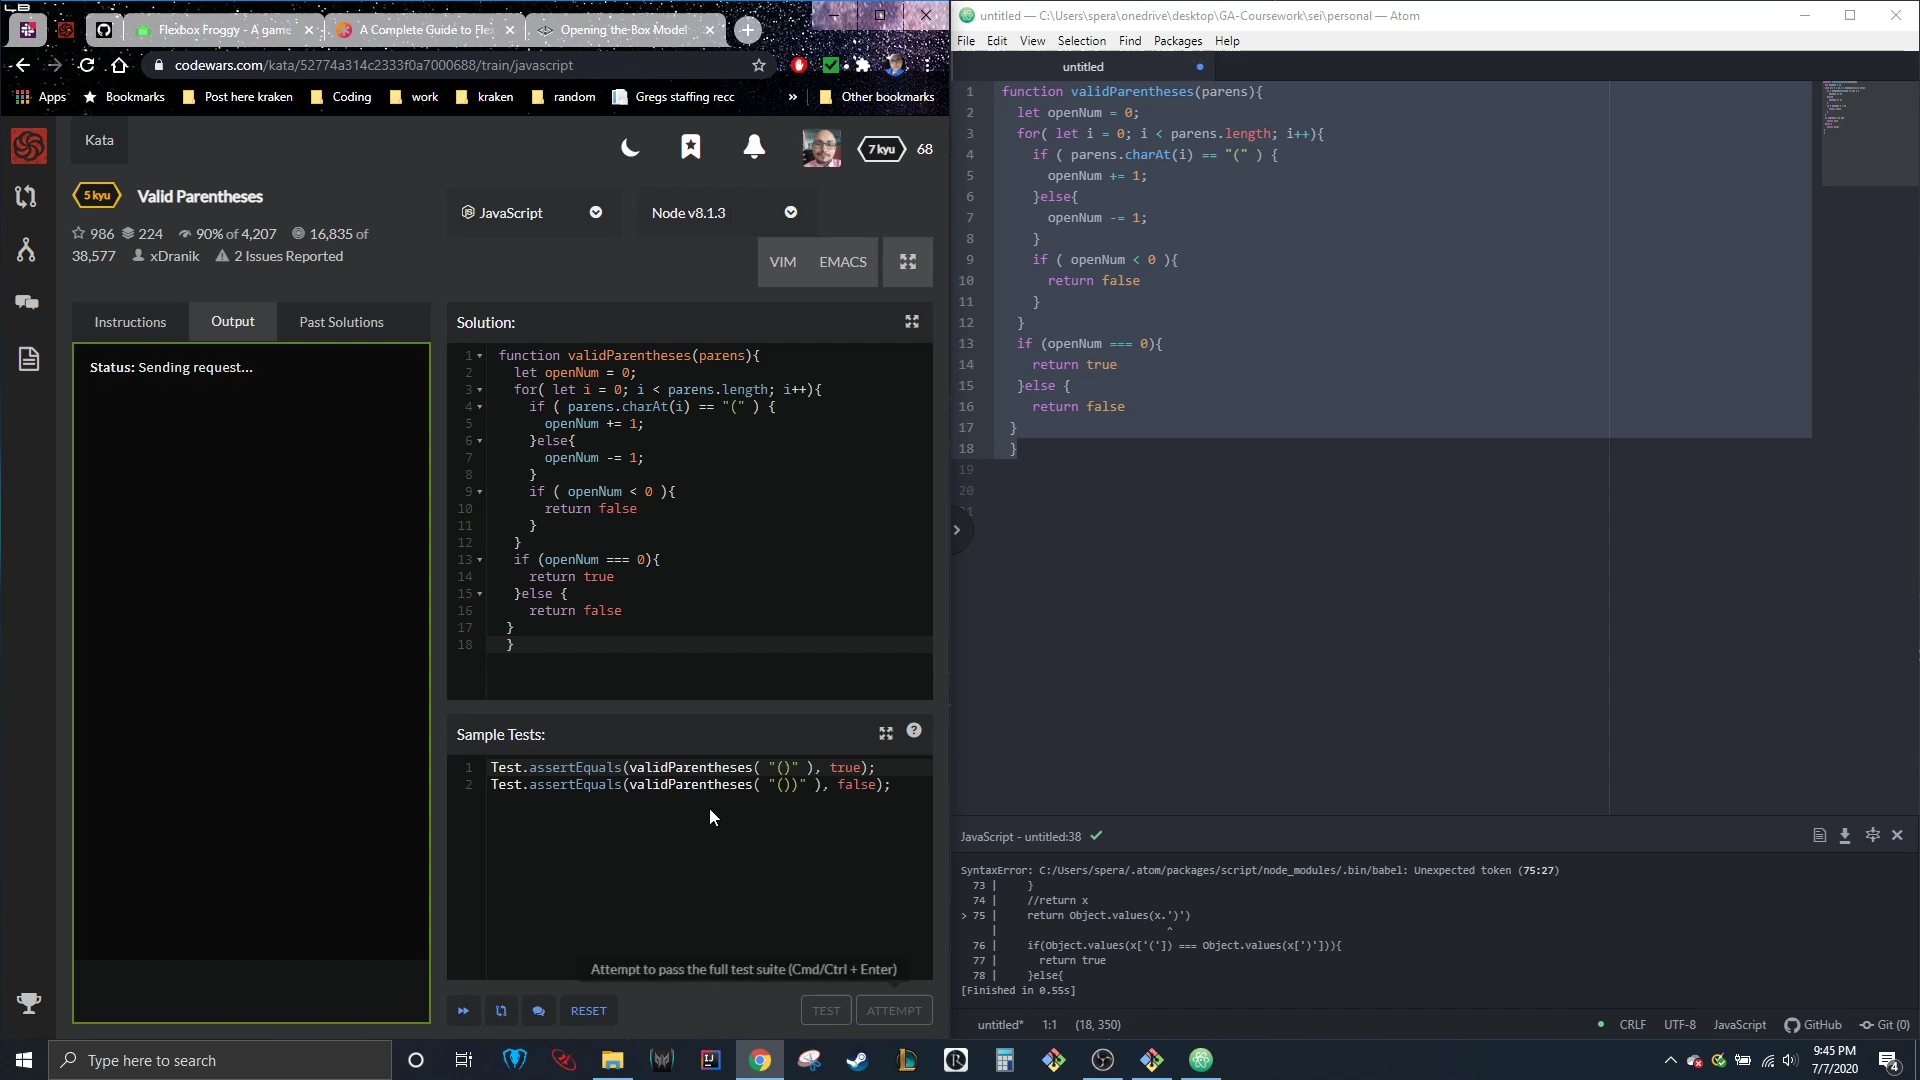 Flexbox Froggy - A game
A Complete Guide to Flex
Opening the Box Model
codewars.com/kata/52774a314c2333f0a7000688/train/javascript
Apps
Bookmarks
Post here kraken
Coding
work
kraken
random
Gregs staffing recc
»
Other bookmarks
Kata
7 kyu
68
5 kyu
Valid Parentheses
986
224
90% of 4,207
16,835 of
38,577
xDranik
2 Issues Reported
JavaScript
Node v8.1.3
VIM
EMACS
Instructions
Output
Past Solutions
Status: Sending request...
Solution:
1 function validParentheses(parens){
2 let openNum = 0;
3 for( let i = 0; i < parens.length; i++){
4 if ( parens.charAt(i) == "(" ) {
5 openNum += 1;
6 }else{
7 openNum -= 1;
8 }
9 if ( openNum < 0 ){
10 return false
11 }
12 }
13 if (openNum === 0){
14 return true
15 }else {
16 return false
17 }
18 }
Sample Tests:
1 Test.assertEquals(validParentheses( "()" ), true);
2 Test.assertEquals(validParentheses( "())" ), false);
Attempt to pass the full test suite (Cmd/Ctrl + Enter)
RESET
TEST
ATTEMPT
untitled — C:\Users\spera\onedrive\desktop\GA-Coursework\sei\personal — Atom
File Edit View Selection Find Packages Help
untitled
1 function validParentheses(parens){
2 let openNum = 0;
3 for( let i = 0; i < parens.length; i++){
4 if ( parens.charAt(i) == "(" ) {
5 openNum += 1;
6 }else{
7 openNum -= 1;
8 }
9 if ( openNum < 0 ){
10 return false
11 }
12 }
13 if (openNum === 0){
14 return true
15 }else {
16 return false
17 }
18 }
19
20
21
JavaScript - untitled:38
SyntaxError: C:/Users/spera/.atom/packages/script/node_modules/.bin/babel: Unexpected token (75:27)
73 | }
74 | //return x
> 75 | return Object.values(x.')')
| ^
76 | if(Object.values(x['(']) === Object.values(x[')'])){
77 | return true
78 | }else{
[Finished in 0.55s]
untitled* 1:1 (18, 350)
CRLF UTF-8 JavaScript GitHub Git (0)
Type here to search
9:45 PM
7/7/2020
4